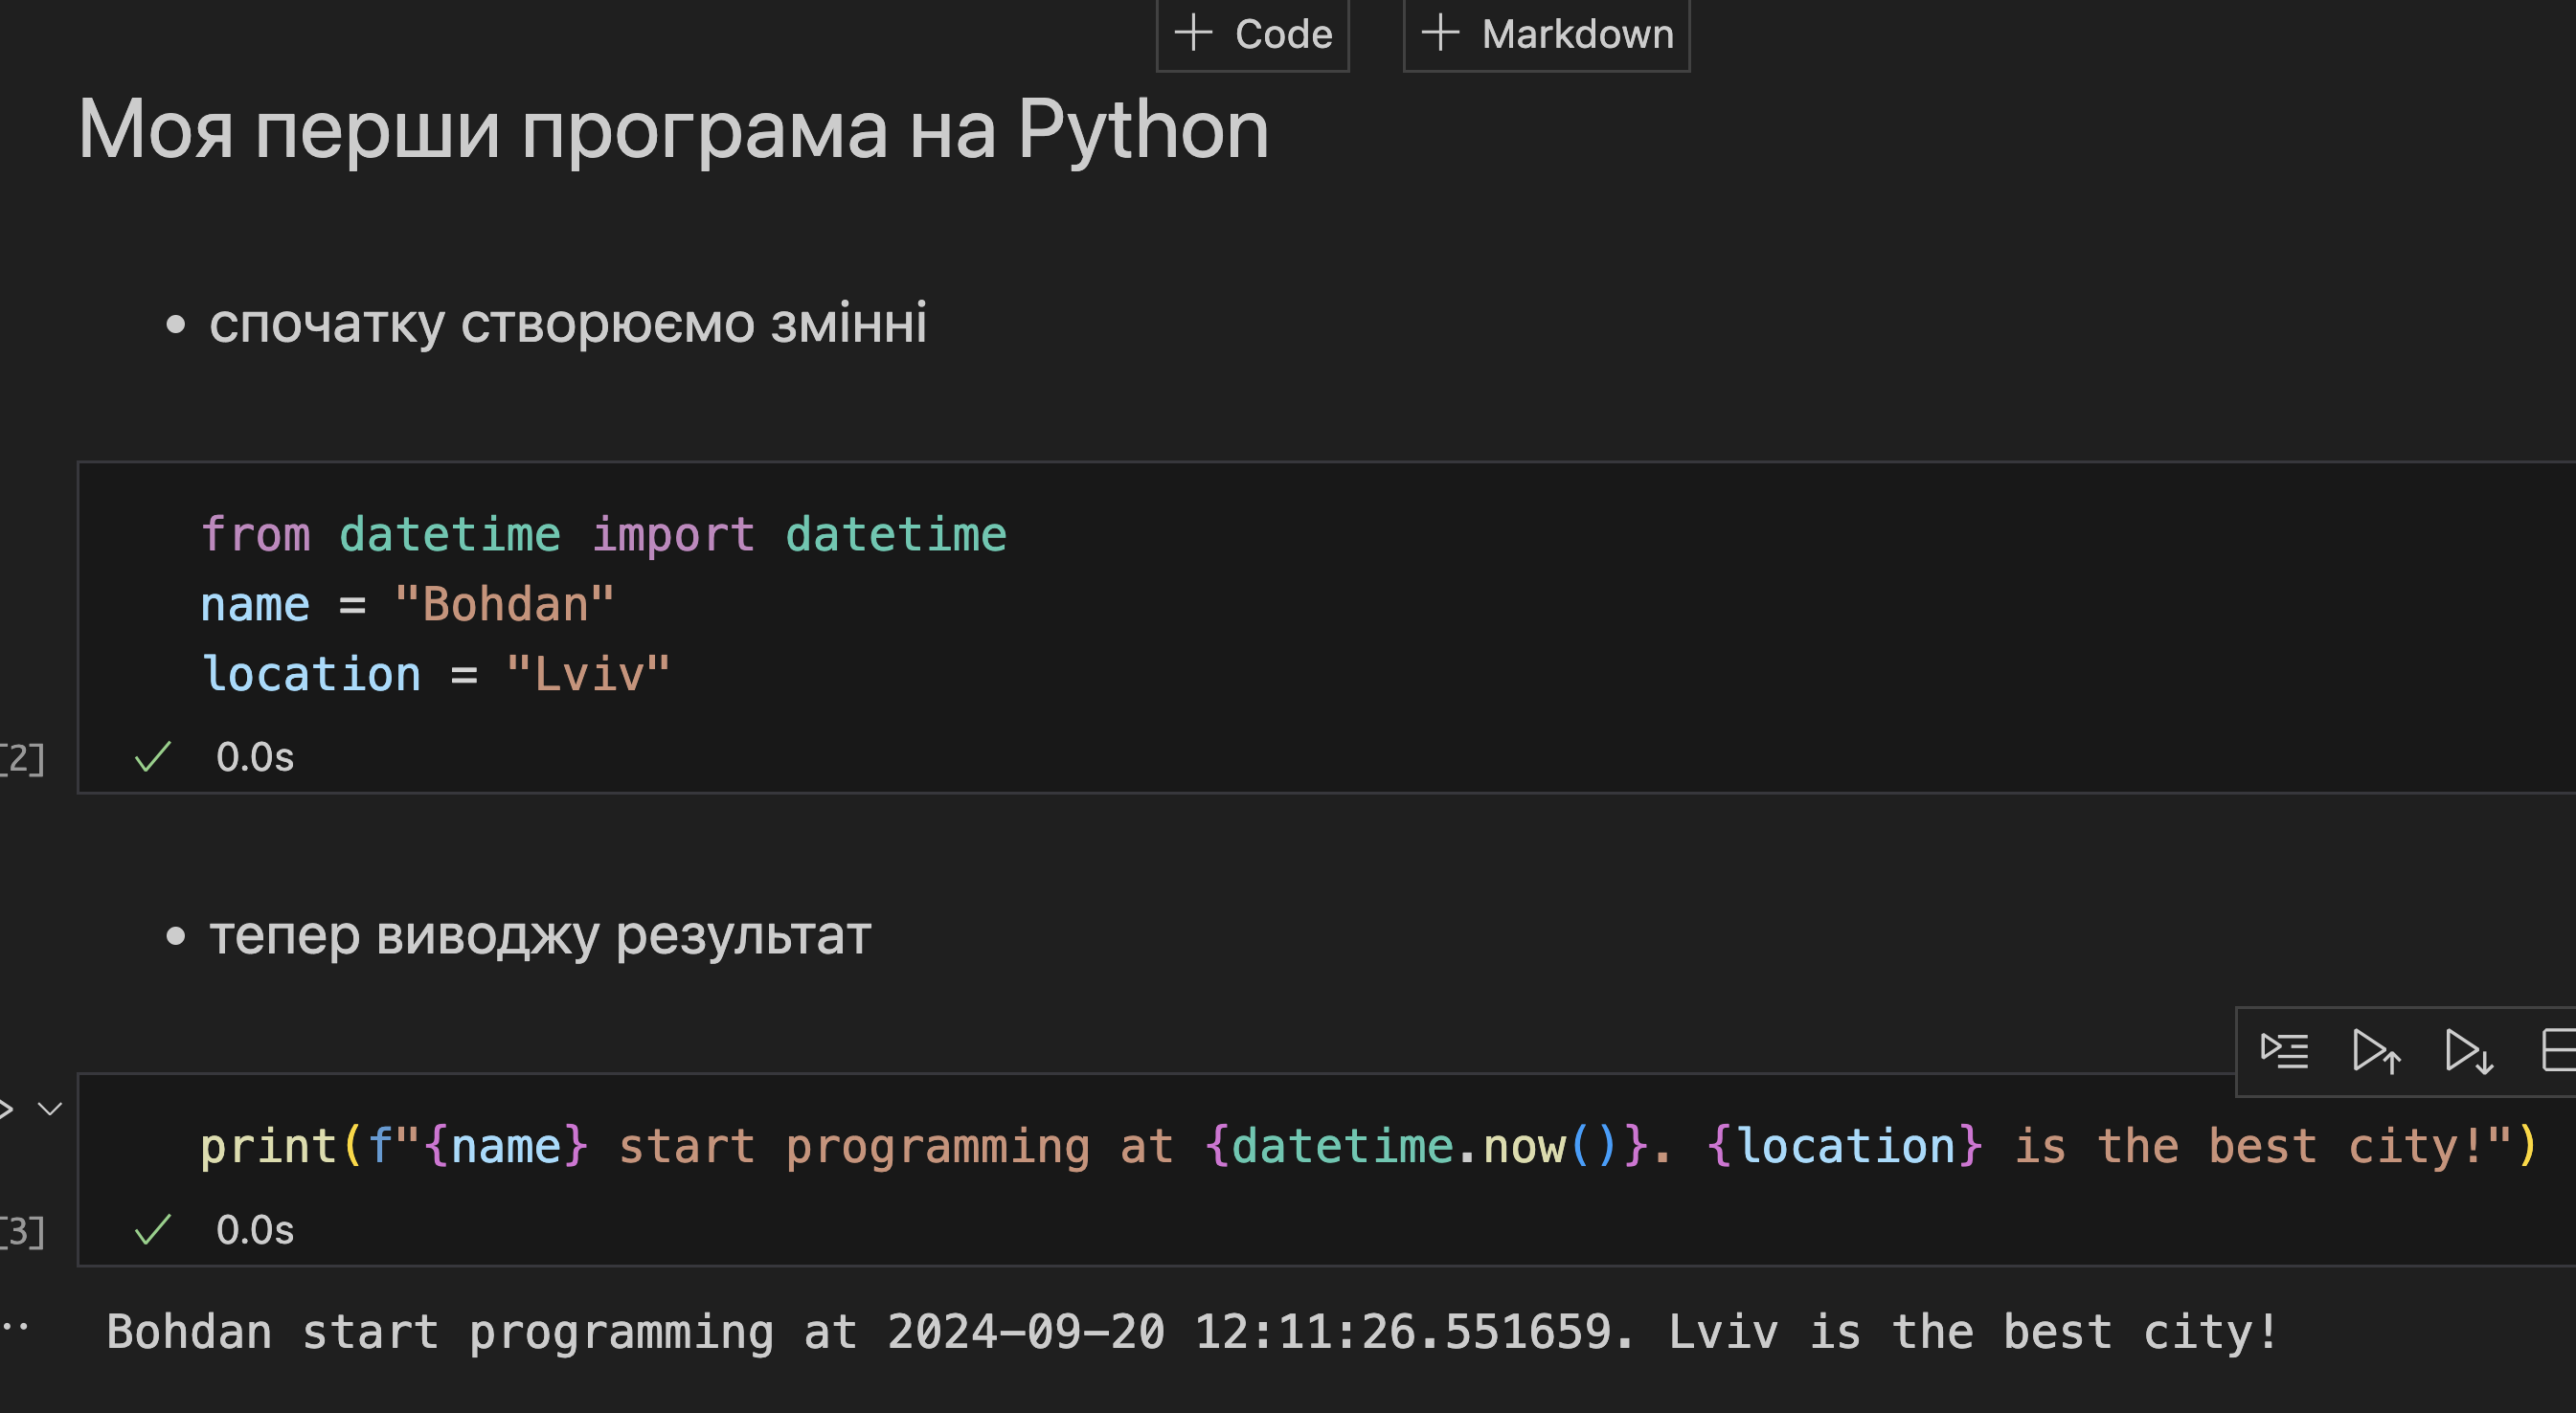 Code Markdown
Моя перши програма на Python
• спочатку створюємо змінні
from datetime import datetime
name = "Bohdan"
location = "Lviv"
[2] 0.0s
• тепер виводжу результат
print(f"{name} start programming at {datetime.now()}. {location} is the best city!")
[3] 0.0s
Bohdan start programming at 2024-09-20 12:11:26.551659. Lviv is the best city!